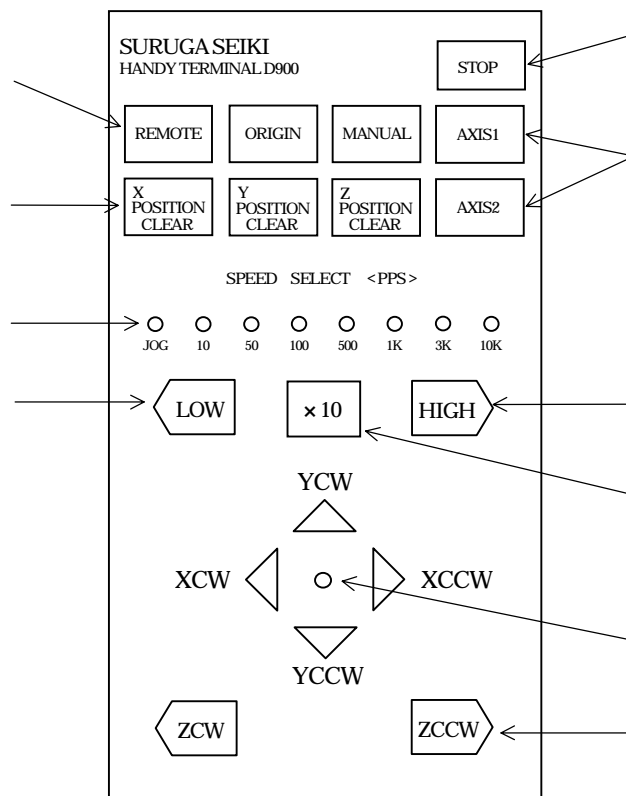 SURUGA SEIKI
HANDY TERMINAL D900
STOP
REMOTE
ORIGIN
MANUAL
AXIS1
X
POSITION
CLEAR
Y
POSITION
CLEAR
Z
POSITION
CLEAR
AXIS2
SPEED SELECT <PPS>
JOG 10 50 100 500 1K 3K 10K
LOW
×10
HIGH
YCW
XCW
XCCW
YCCW
ZCW
ZCCW